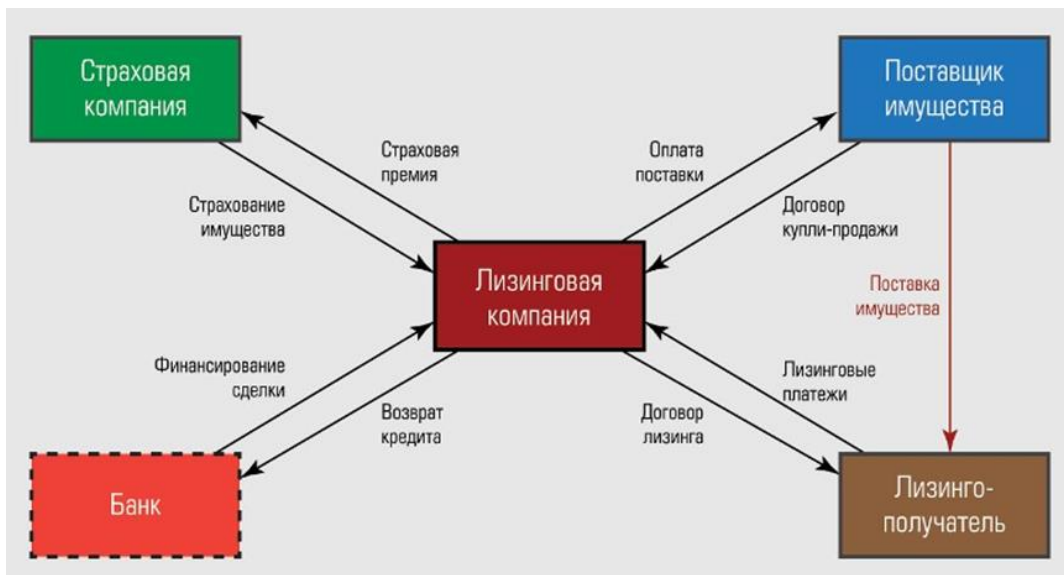 Страховая
компания
Поставщик
имущества
Страховая
премия
Оплата
поставки
Страхование
имущества
Договор
купли-продажи
Лизинговая
компания
Поставка
имущества
Финансирование
сделки
Возврат
кредита
Договор
лизинга
Лизинговые
платежи
Банк
Лизинго-
получатель